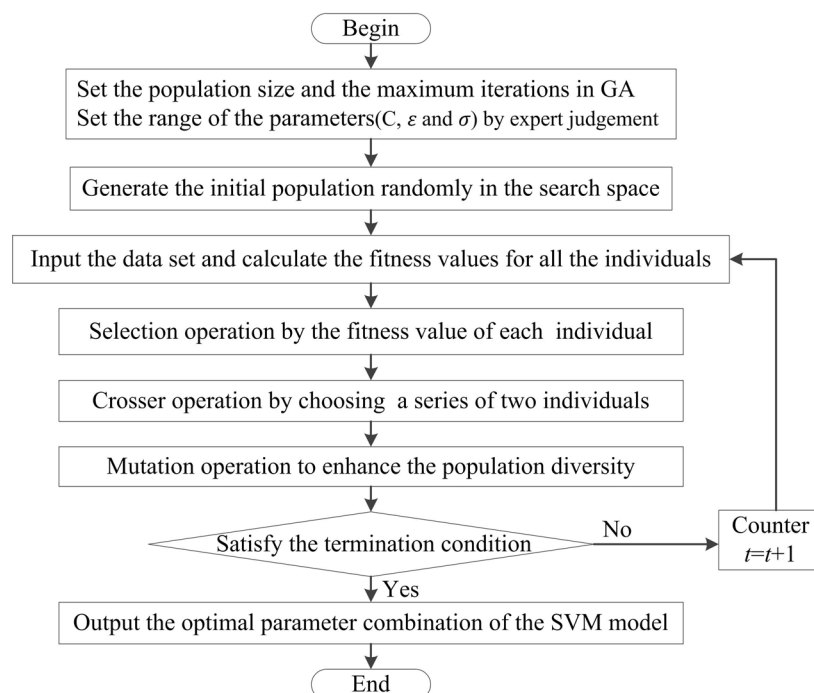 Begin
Set the population size and the maximum iterations in GA
Set the range of the parameters(C, ε and σ) by expert judgement
Generate the initial population randomly in the search space
Input the data set and calculate the fitness values for all the individuals
Selection operation by the fitness value of each individual
Crosser operation by choosing a series of two individuals
Mutation operation to enhance the population diversity
Satisfy the termination condition
No
Counter
t=t+1
Yes
Output the optimal parameter combination of the SVM model
End